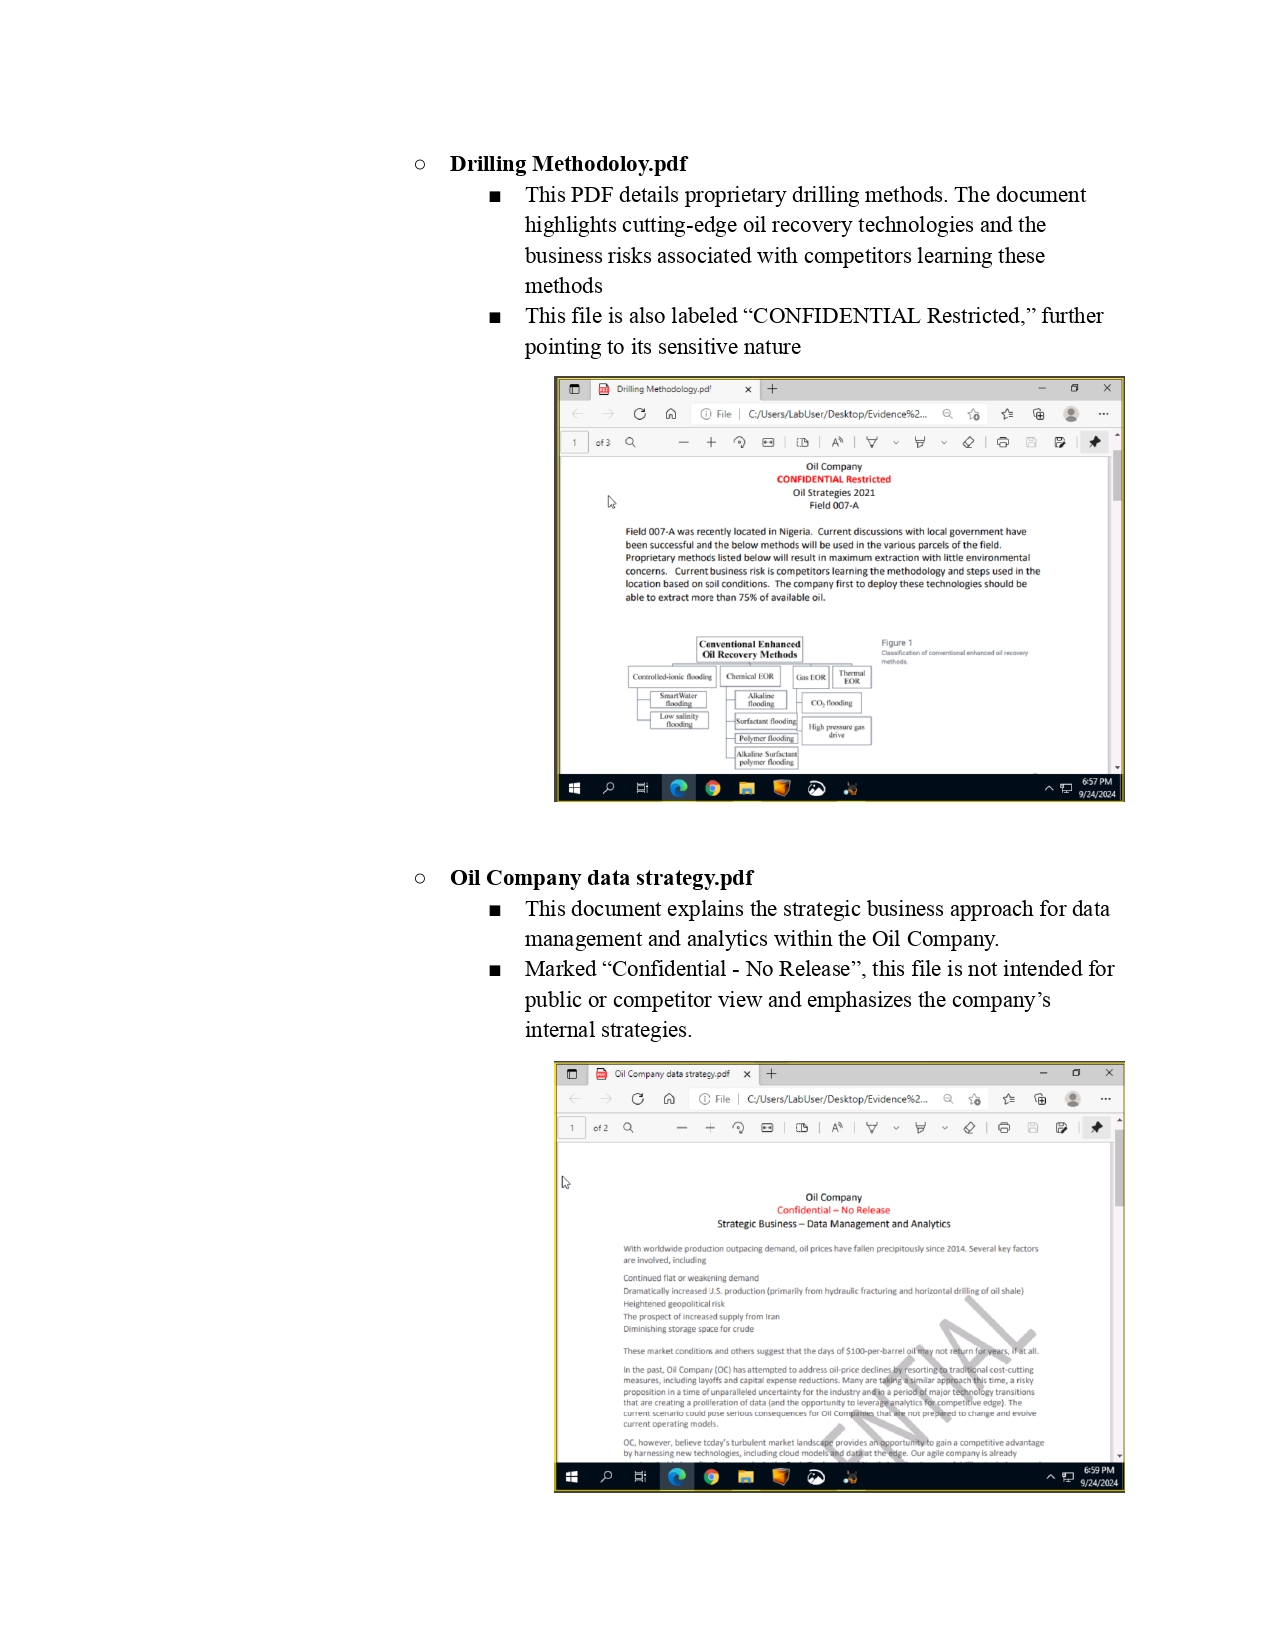 ○ Drilling Methodoloy.pdf
■ This PDF details proprietary drilling methods. The document
highlights cutting-edge oil recovery technologies and the
business risks associated with competitors learning these
methods
■ This file is also labeled “CONFIDENTIAL Restricted,” further
pointing to its sensitive nature
Drilling Methodology.pdf
File | C:/Users/LabUser/Desktop/Evidence%2...
1 of 3
Oil Company
CONFIDENTIAL Restricted
Oil Strategies 2021
Field 007-A
Field 007-A was recently located in Nigeria. Current discussions with local government have
been successful and the below methods will be used in the various parcels of the field.
Proprietary methods listed below will result in maximum extraction with little environmental
concerns. Current business risk is competitors learning the methodology and steps used in the
location based on soil conditions. The company first to deploy these technologies should be
able to extract more than 75% of available oil.
Conventional Enhanced
Oil Recovery Methods
Figure 1
Classification of conventional enhanced oil recovery
methods.
Controlled-ionic flooding
SmartWater
flooding
Low salinity
flooding
Chemical EOR
Alkaline
flooding
Surfactant flooding
Polymer flooding
Alkaline Surfactant
polymer flooding
Gas EOR
CO₂ flooding
High pressure gas
drive
Thermal
EOR
6:57 PM
9/24/2024
○ Oil Company data strategy.pdf
■ This document explains the strategic business approach for data
management and analytics within the Oil Company.
■ Marked “Confidential - No Release”, this file is not intended for
public or competitor view and emphasizes the company’s
internal strategies.
Oil Company data strategy.pdf
File | C:/Users/LabUser/Desktop/Evidence%2...
1 of 2
Oil Company
Confidential – No Release
Strategic Business – Data Management and Analytics
With worldwide production outpacing demand, oil prices have fallen precipitously since 2014. Several key factors
are involved, including
Continued flat or weakening demand
Dramatically increased U.S. production (primarily from hydraulic fracturing and horizontal drilling of oil shale)
Heightened geopolitical risk
The prospect of increased supply from Iran
Diminishing storage space for crude
These market conditions and others suggest that the days of $100-per-barrel oil may not return for years, if at all.
In the past, Oil Company (OC) has attempted to address oil-price declines by resorting to traditional cost-cutting
measures, including layoffs and capital expense reductions. Many are taking a similar approach this time, a risky
proposition in a time of unparalleled uncertainty for the industry and in a period of major technology transitions
that are creating a proliferation of data (and the opportunity to leverage analytics for competitive edge). The
current scenario could pose serious consequences for Oil Companies that are not prepared to change and evolve
current operating models.
OC, however, believe today’s turbulent market landscape provides an opportunity to gain a competitive advantage
by harnessing new technologies, including cloud models and data at the edge. Our agile company is already
ENTIAL
6:59 PM
9/24/2024